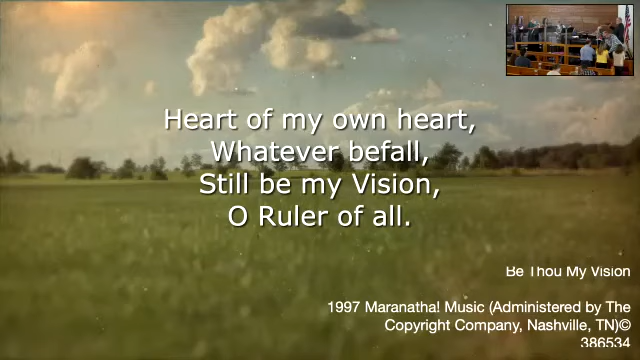 Heart of my own heart,
Whatever befall,
Still be my Vision,
O Ruler of all.
Be Thou My Vision
1997 Maranatha! Music (Administered by The
Copyright Company, Nashville, TN)©
386534